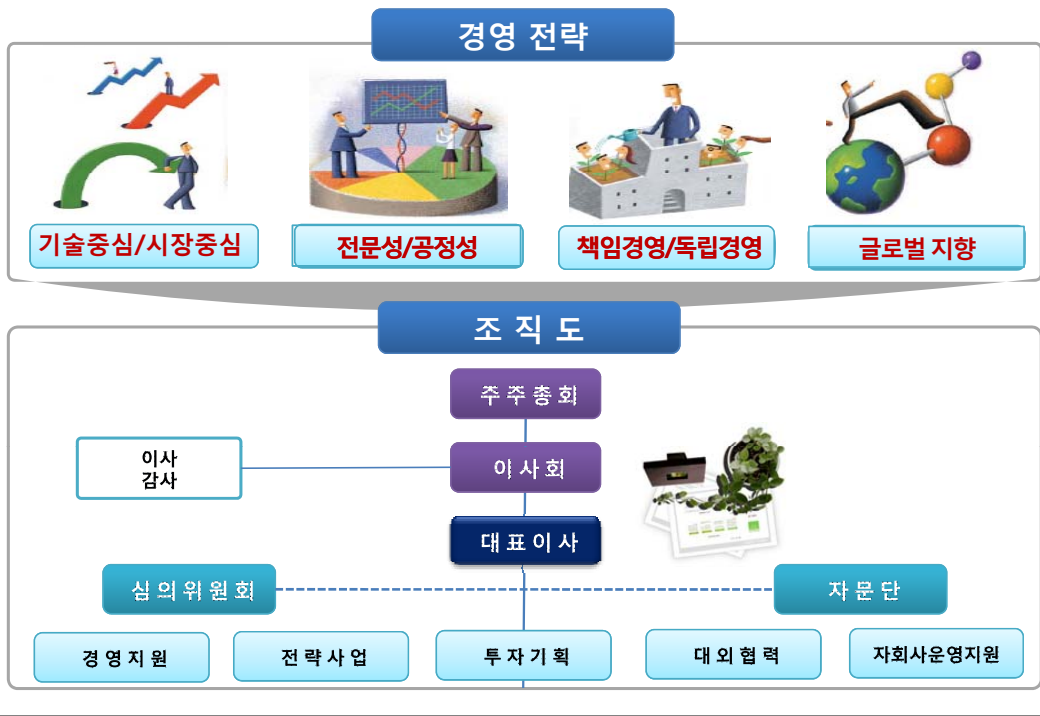 경영 전략
기술중심/시장중심
전문성/공정성
책임경영/독립경영
글로벌 지향
조 직 도
주 주 총 회
이사
감사
이 사 회
대 표 이 사
심 의 위 원 회
자 문 단
경 영 지 원
전 략 사 업
투 자 기 획
대 외 협 력
자회사운영지원